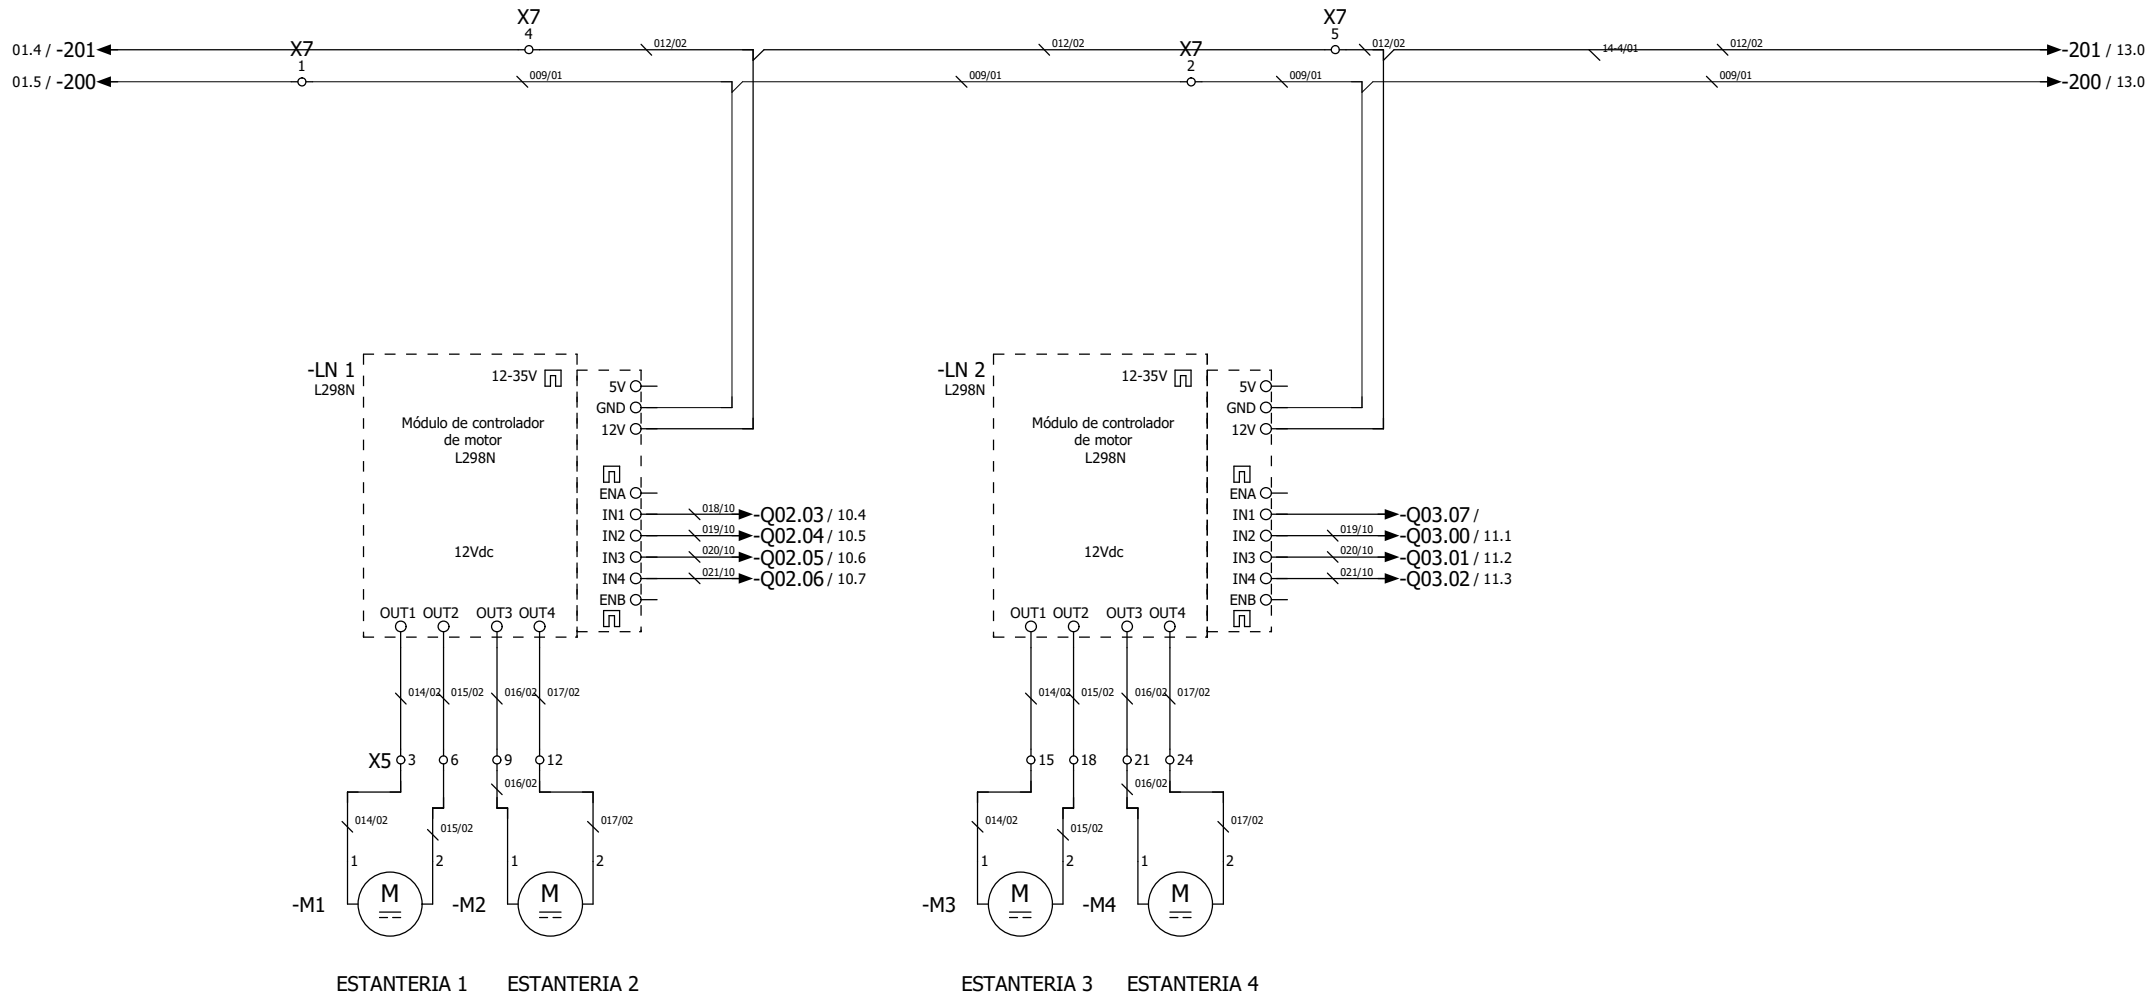 X7
4
X7
5
01.4 / -201
X7
1
012/02
012/02
X7
2
012/02
14-4/01
012/02
-201 / 13.0
01.5 / -200
009/01
009/01
009/01
009/01
-200 / 13.0
-LN 1
L298N
12-35V
Módulo de controlador
de motor
L298N
12Vdc
5V
GND
12V
ENA
IN1
018/10
-Q02.03 / 10.4
IN2
019/10
-Q02.04 / 10.5
IN3
020/10
-Q02.05 / 10.6
IN4
021/10
-Q02.06 / 10.7
ENB
OUT1 OUT2 OUT3 OUT4
014/02 015/02 016/02 017/02
X5 3 6 9 12
016/02
014/02 015/02 017/02
1 2 1 2
-M1 M -M2 M
ESTANTERIA 1 ESTANTERIA 2
-LN 2
L298N
12-35V
Módulo de controlador
de motor
L298N
12Vdc
5V
GND
12V
ENA
IN1
-Q03.07 /
IN2
019/10
-Q03.00 / 11.1
IN3
020/10
-Q03.01 / 11.2
IN4
021/10
-Q03.02 / 11.3
ENB
OUT1 OUT2 OUT3 OUT4
014/02 015/02 016/02 017/02
15 18 21 24
016/02
014/02 015/02 017/02
1 2 1 2
-M3 M -M4 M
ESTANTERIA 3 ESTANTERIA 4